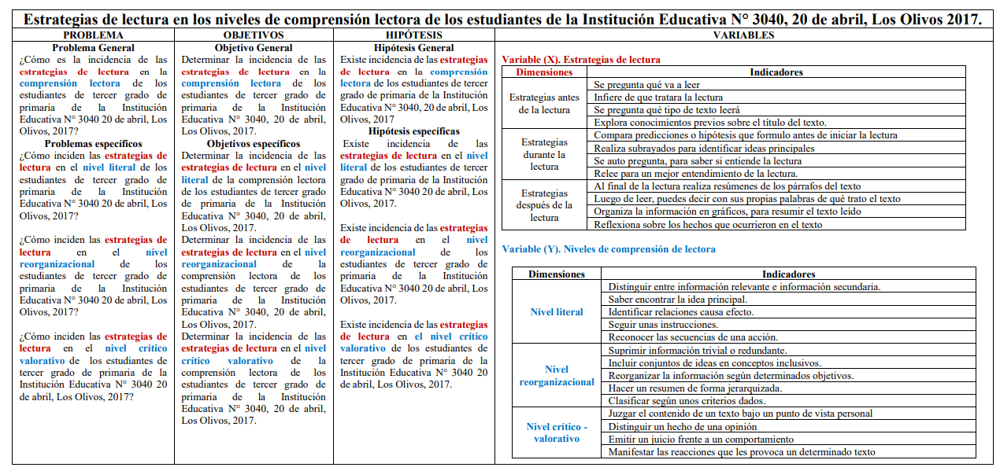 Estrategias de lectura en los niveles de comprensión lectora de los estudiantes de la Institución Educativa N° 3040, 20 de abril, Los Olivos 2017.
PROBLEMA
Problema General
¿Cómo es la incidencia de las
estrategias de lectura en la
comprensión lectora de los
estudiantes de tercer grado de
primaria de la Institución
Educativa N° 3040 20 de abril, Los
Olivos, 2017?
Problemas específicos
¿Cómo inciden las estrategias de
lectura en el nivel literal de los
estudiantes de tercer grado de
primaria de la Institución
Educativa N° 3040 20 de abril, Los
Olivos, 2017?
¿Cómo inciden las estrategias de
lectura en el nivel
reorganizacional de los
estudiantes de tercer grado de
primaria de la Institución
Educativa N° 3040 20 de abril, Los
Olivos, 2017?
¿Cómo inciden las estrategias de
lectura en el nivel crítico
valorativo de los estudiantes de
tercer grado de primaria de la
Institución Educativa N° 3040 20
de abril, Los Olivos, 2017?
OBJETIVOS
Objetivo General
Determinar la incidencia de las
estrategias de lectura en la
comprensión lectora de los
estudiantes de tercer grado de
primaria de la Institución
Educativa N° 3040, 20 de abril,
Los Olivos, 2017.
Objetivos específicos
Determinar la incidencia de las
estrategias de lectura en el nivel
literal de la comprensión lectora
de los estudiantes de tercer grado
de primaria de la Institución
Educativa N° 3040, 20 de abril,
Los Olivos, 2017.
Determinar la incidencia de las
estrategias de lectura en el nivel
reorganizacional de la
comprensión lectora de los
estudiantes de tercer grado de
primaria de la Institución
Educativa N° 3040, 20 de abril,
Los Olivos, 2017.
Determinar la incidencia de las
estrategias de lectura en el nivel
crítico valorativo de la
comprensión lectora de los
estudiantes de tercer grado de
primaria de la Institución
Educativa N° 3040, 20 de abril,
Los Olivos, 2017.
HIPÓTESIS
Hipótesis General
Existe incidencia de las estrategias
de lectura en la comprensión
lectora de los estudiantes de tercer
grado de primaria de la Institución
Educativa N° 3040, 20 de abril, Los
Olivos, 2017
Hipótesis específicas
Existe incidencia de las
estrategias de lectura en el nivel
literal de los estudiantes de tercer
grado de primaria de la Institución
Educativa N° 3040 20 de abril, Los
Olivos, 2017.
Existe incidencia de las estrategias
de lectura en el nivel
reorganizacional de los
estudiantes de tercer grado de
primaria de la Institución
Educativa N° 3040 20 de abril, Los
Olivos, 2017.
Existe incidencia de las estrategias
de lectura en el nivel crítico
valorativo de los estudiantes de
tercer grado de primaria de la
Institución Educativa N° 3040 20
de abril, Los Olivos, 2017.
VARIABLES
Variable (X). Estrategias de lectura
Dimensiones Indicadores
Estrategias antes
de la lectura
Se pregunta qué va a leer
Infiere de que tratara la lectura
Se pregunta qué tipo de texto leerá
Explora conocimientos previos sobre el título del texto.
Estrategias
durante la
lectura
Compara predicciones o hipótesis que formulo antes de iniciar la lectura
Realiza subrayados para identificar ideas principales
Se auto pregunta, para saber si entiende la lectura
Relee para un mejor entendimiento de la lectura.
Estrategias
después de la
lectura
Al final de la lectura realiza resúmenes de los párrafos del texto
Luego de leer, puedes decir con sus propias palabras de qué trato el texto
Organiza la información en gráficos, para resumir el texto leído
Reflexiona sobre los hechos que ocurrieron en el texto
Variable (Y). Niveles de comprensión de lectora
Dimensiones Indicadores
Nivel literal
Distinguir entre información relevante e información secundaria.
Saber encontrar la idea principal.
Identificar relaciones causa efecto.
Seguir unas instrucciones.
Reconocer las secuencias de una acción.
Nivel
reorganizacional
Suprimir información trivial o redundante.
Incluir conjuntos de ideas en conceptos inclusivos.
Reorganizar la información según determinados objetivos.
Hacer un resumen de forma jerarquizada.
Clasificar según unos criterios dados.
Nivel crítico -
valorativo
Juzgar el contenido de un texto bajo un punto de vista personal
Distinguir un hecho de una opinión
Emitir un juicio frente a un comportamiento
Manifestar las reacciones que les provoca un determinado texto